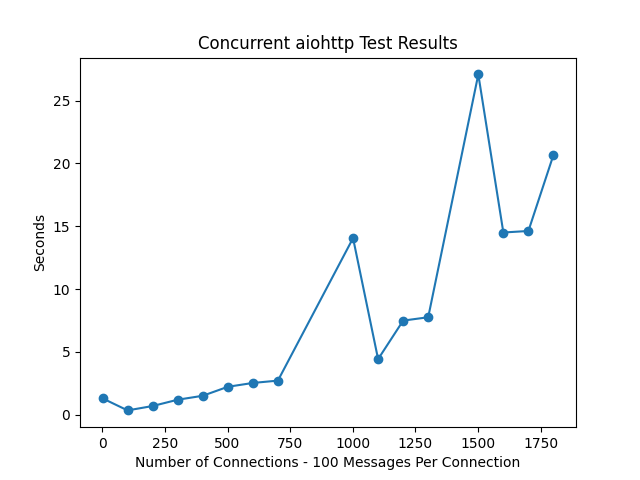 Concurrent aiohttp Test Results
25
20
15
10
5
0
Seconds
0 250 500 750 1000 1250 1500 1750
Number of Connections - 100 Messages Per Connection